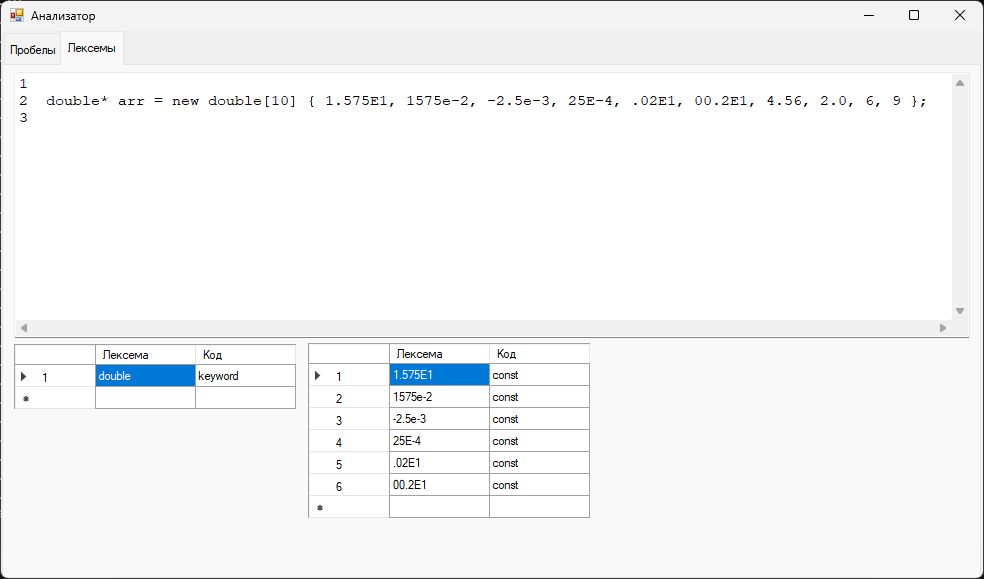 Анализатор
Пробелы Лексемы
1
2 double* arr = new double[10] { 1.575E1, 1575e-2, -2.5e-3, 25E-4, .02E1, 00.2E1, 4.56, 2.0, 6, 9 };
3
Лексема Код
1 double keyword
Лексема Код
1 1.575E1 const
2 1575e-2 const
3 -2.5e-3 const
4 25E-4 const
5 .02E1 const
6 00.2E1 const